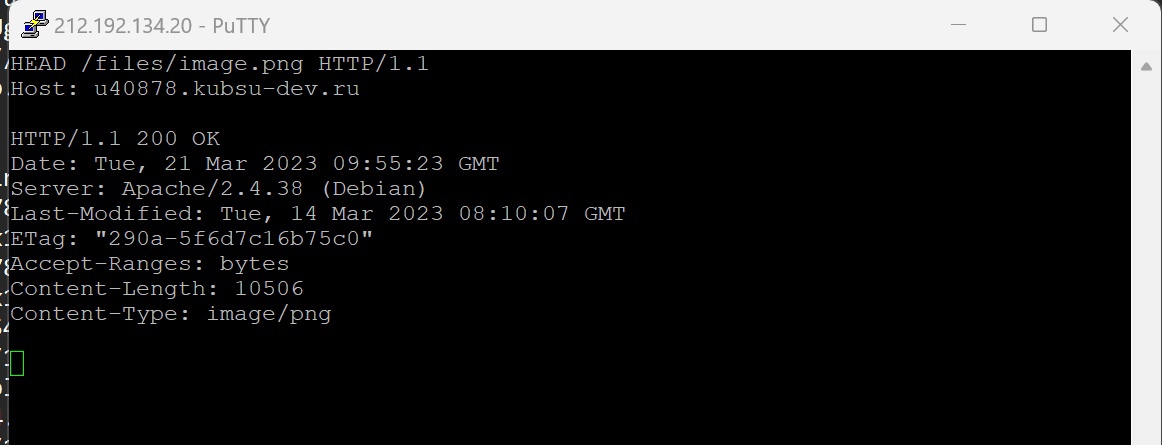 212.192.134.20 - PuTTY
HEAD /files/image.png HTTP/1.1
Host: u40878.kubsu-dev.ru
HTTP/1.1 200 OK
Date: Tue, 21 Mar 2023 09:55:23 GMT
Server: Apache/2.4.38 (Debian)
Last-Modified: Tue, 14 Mar 2023 08:10:07 GMT
ETag: "290a-5f6d7c16b75c0"
Accept-Ranges: bytes
Content-Length: 10506
Content-Type: image/png